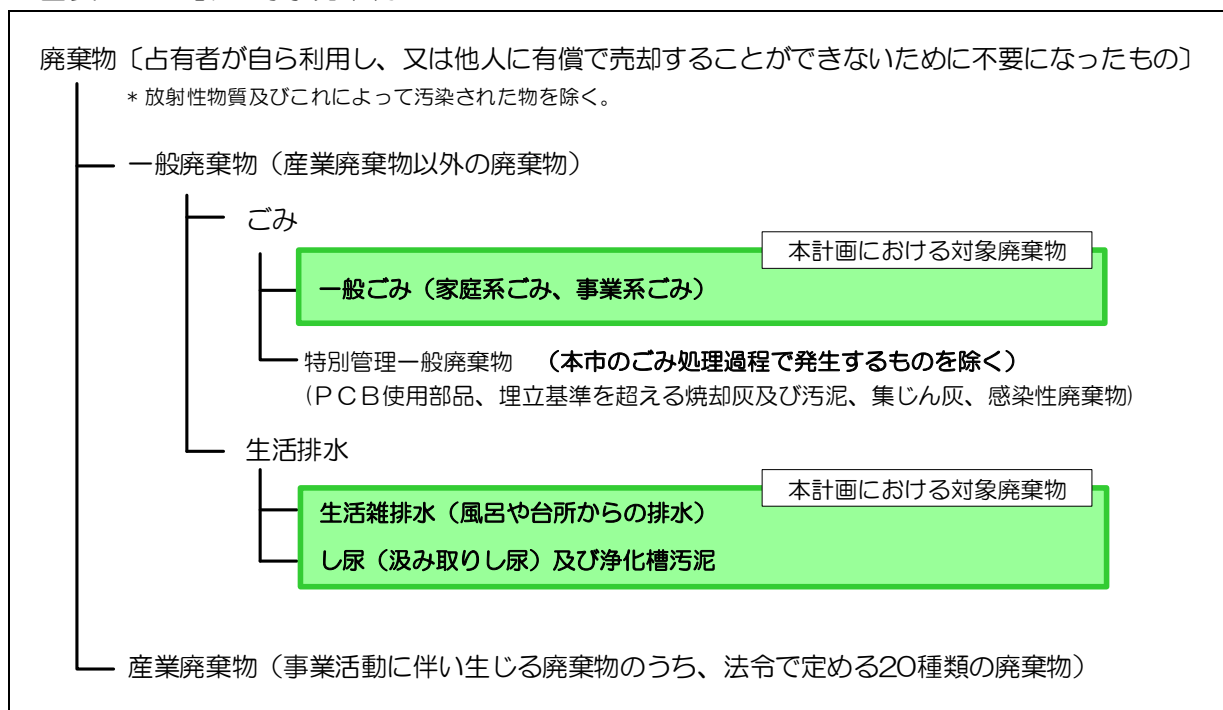 廃棄物〔占有者が自ら利用し、又は他人に有償で売却することができないために不要になったもの〕
＊放射性物質及びこれによって汚染された物を除く。
一般廃棄物（産業廃棄物以外の廃棄物）
ごみ
本計画における対象廃棄物
一般ごみ（家庭系ごみ、事業系ごみ）
特別管理一般廃棄物　（本市のごみ処理過程で発生するものを除く）
(ＰＣＢ使用部品、埋立基準を超える焼却灰及び汚泥、集じん灰、感染性廃棄物)
生活排水
本計画における対象廃棄物
生活雑排水（風呂や台所からの排水）
し尿（汲み取りし尿）及び浄化槽汚泥
産業廃棄物（事業活動に伴い生じる廃棄物のうち、法令で定める20種類の廃棄物）